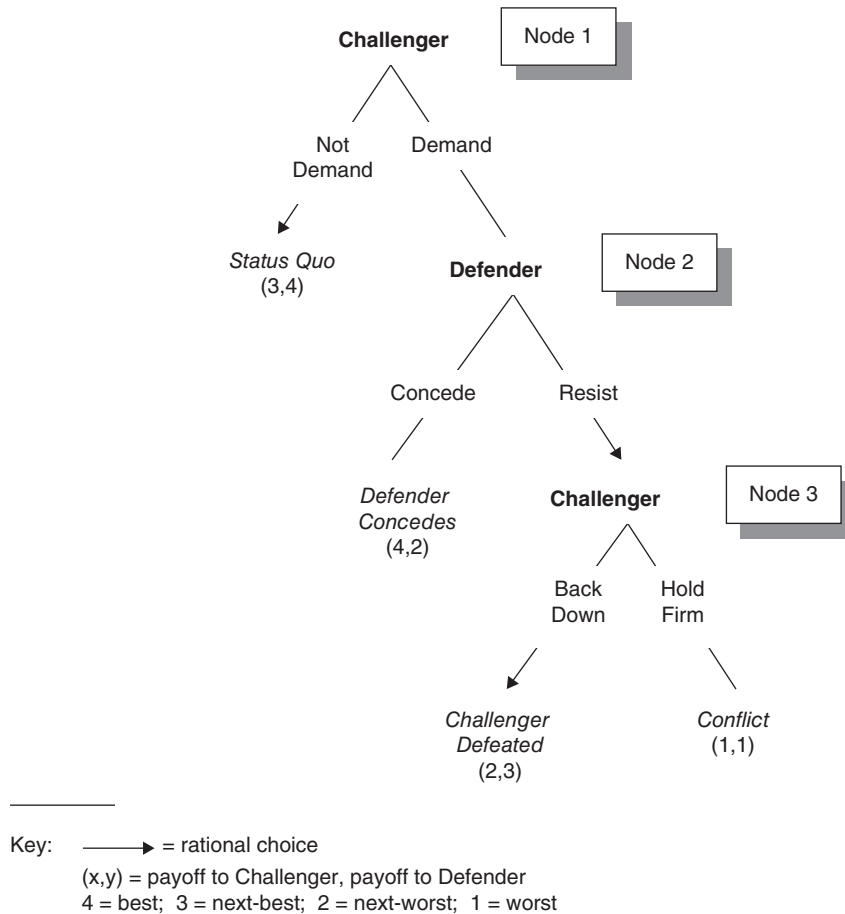 Challenger
Node 1
Not
Demand
Demand
Status Quo
(3,4)
Defender
Node 2
Concede
Resist
Defender
Concedes
(4,2)
Challenger
Node 3
Back
Down
Hold
Firm
Challenger
Defeated
(2,3)
Conflict
(1,1)
Key:
= rational choice
(x,y) = payoff to Challenger, payoff to Defender
4 = best; 3 = next-best; 2 = next-worst; 1 = worst